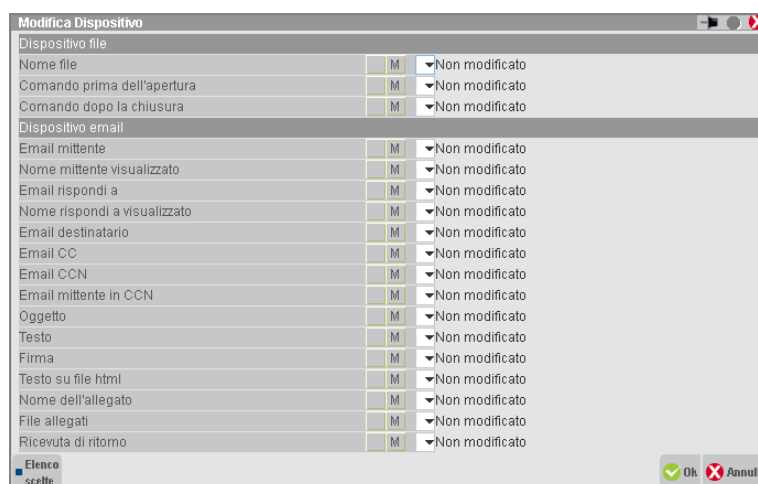 Modifica Dispositivo
Dispositivo file
Nome file M Non modificato
Comando prima dell'apertura M Non modificato
Comando dopo la chiusura M Non modificato
Dispositivo email
Email mittente M Non modificato
Nome mittente visualizzato M Non modificato
Email rispondi a M Non modificato
Nome rispondi a visualizzato M Non modificato
Email destinatario M Non modificato
Email CC M Non modificato
Email CCN M Non modificato
Email mittente in CCN M Non modificato
Oggetto M Non modificato
Testo M Non modificato
Firma M Non modificato
Testo su file html M Non modificato
Nome dell'allegato M Non modificato
File allegati M Non modificato
Ricevuta di ritorno M Non modificato
Elenco
scelte
Ok Annul